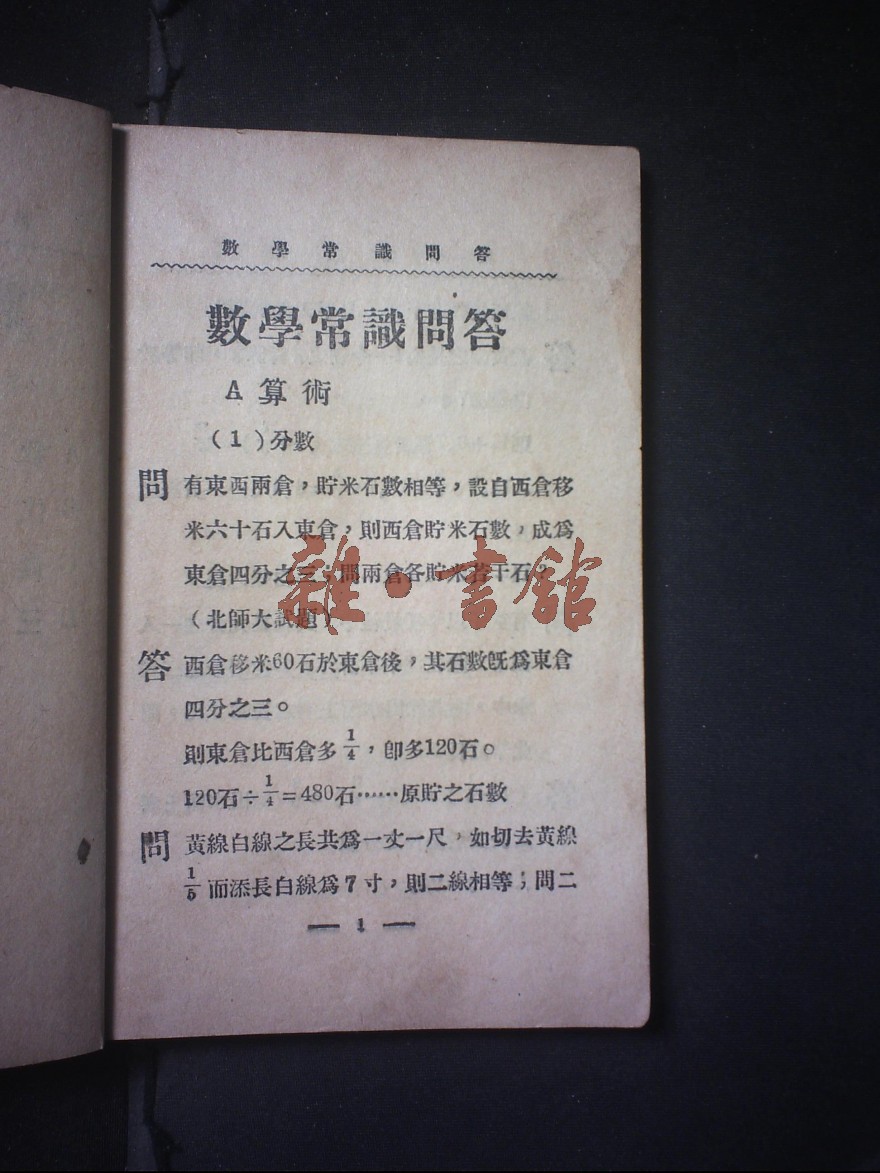 數學常識問答
數學常識問答
A 算術
(1)分數
問 有東西兩倉,貯米石數相等,設自西倉移
米六十石入東倉,則西倉貯米石數,成爲
東倉四分之三,問兩倉各貯米若干石。
(北師大試題)
雜·書館
答 西倉移米60石於東倉後,其石數旣爲東倉
四分之三。
則東倉比西倉多1/4,卽多120石。
120石÷1/4=480石……原貯之石數
問 黃線白線之長共爲一丈一尺,如切去黃線
1/5而添長白線爲7寸,則二線相等;問二
— 1 —